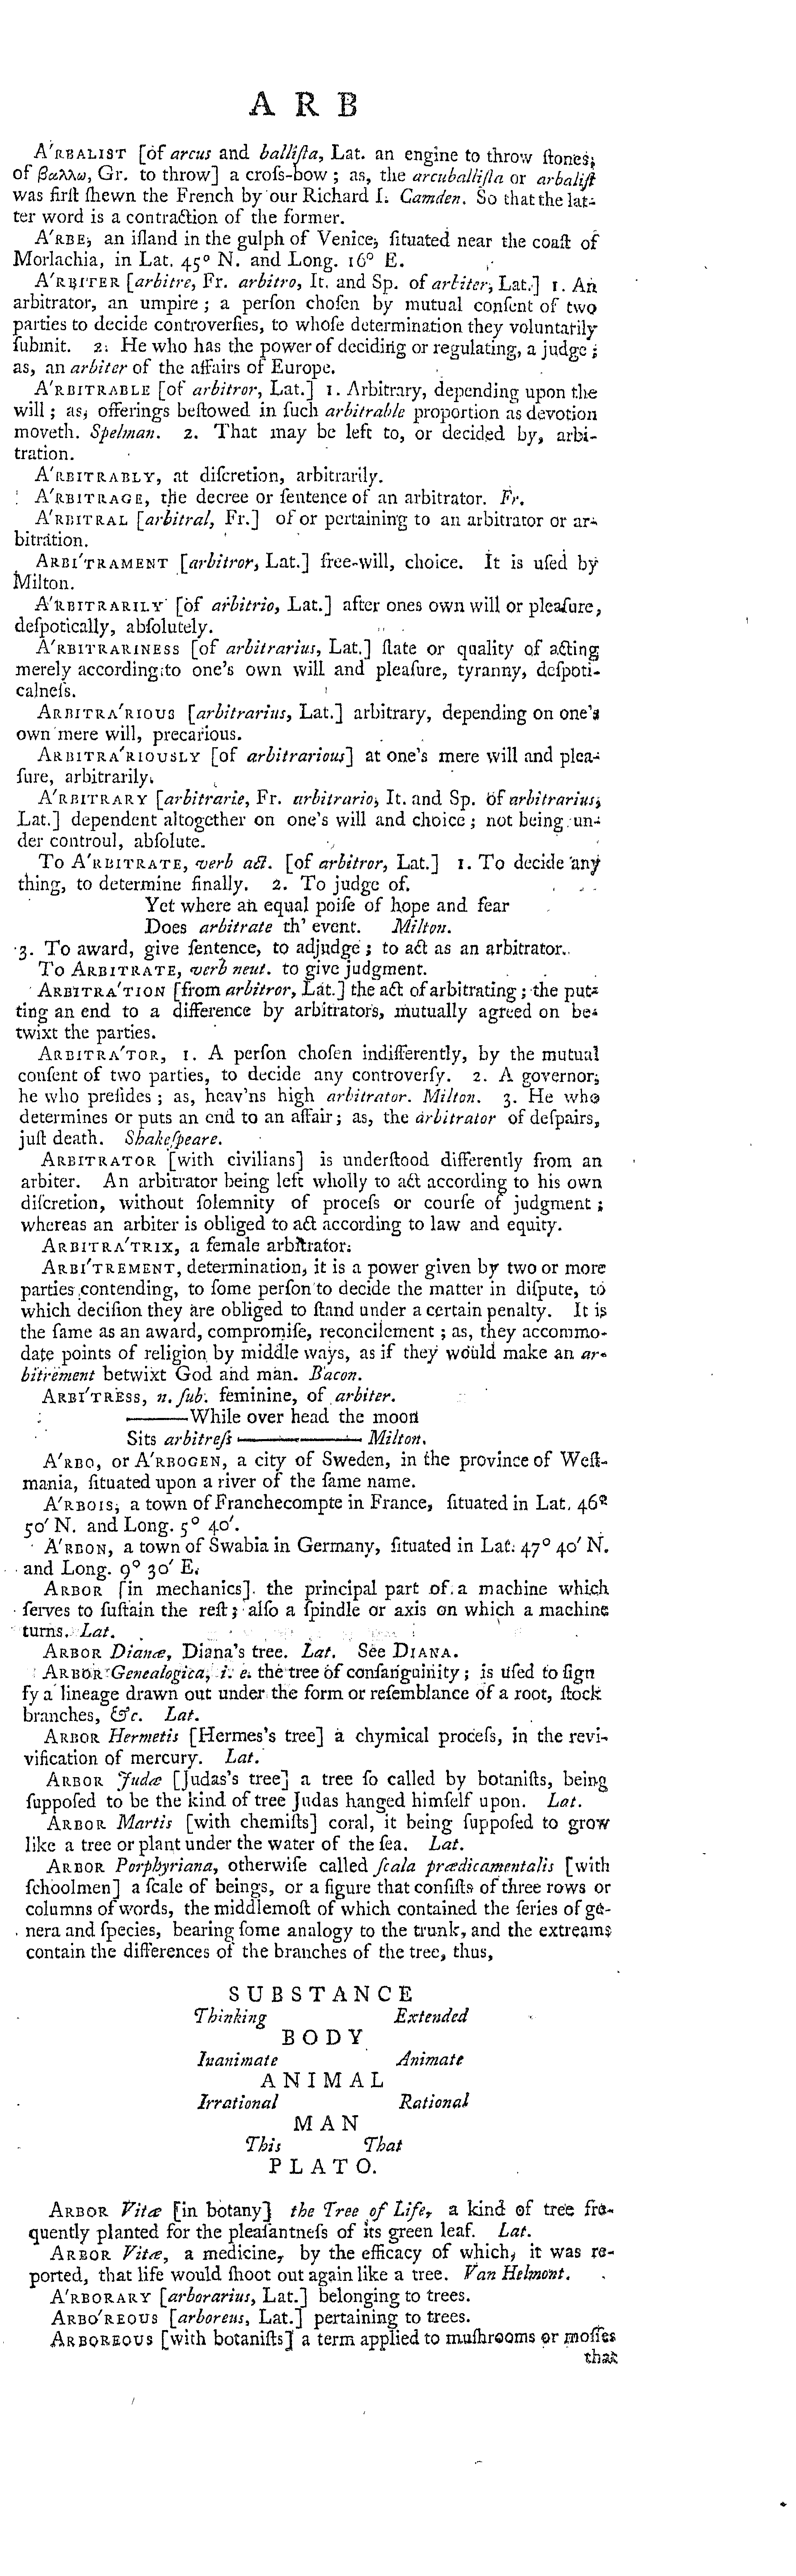 A R B
A′RBALIST [of arcus and balliſta, Lat. an engine to throw ſtones;
of βαλλω, Gr. to throw] a croſs-bow ; as, the arcuballiſta or arbaliſt
was firſt ſhewn the French by our Richard I. Camden. So that the lat-
ter word is a contraction of the former.
A′RBE, an iſland in the gulph of Venice, ſituated near the coaſt of
Morlachia, in Lat. 45° N. and Long. 16° E.
A′RBITER [arbitre, Fr. arbitro, It. and Sp. of arbiter, Lat.] 1. An
arbitrator, an umpire ; a perſon choſen by mutual conſent of two
parties to decide controverſies, to whoſe determination they voluntarily
ſubmit. 2. He who has the power of deciding or regulating, a judge ;
as, an arbiter of the affairs of Europe.
A′RBITRABLE [of arbitror, Lat.] 1. Arbitrary, depending upon the
will ; as, offerings beſtowed in ſuch arbitrable proportion as devotion
moveth. Spelman. 2. That may be left to, or decided by, arbi-
tration.
A′RBITRABLY, at diſcretion, arbitrarily.
A′RBITRAGE, the decree or ſentence of an arbitrator. Fr.
A′RBITRAL [arbitral, Fr.] of or pertaining to an arbitrator or ar-
bitration.
ARBI′TRAMENT [arbitror, Lat.] free-will, choice. It is uſed by
Milton.
A′RBITRARILY [of arbitrio, Lat.] after ones own will or pleaſure,
deſpotically, abſolutely.
A′RBITRARINESS [of arbitrarius, Lat.] ſtate or quality of acting
merely according to one's own will and pleaſure, tyranny, deſpoti-
calneſs.
ARBITRA′RIOUS [arbitrarius, Lat.] arbitrary, depending on one's
own mere will, precarious.
ARBITRA′RIOUSLY [of arbitrarious] at one's mere will and plea-
ſure, arbitrarily.
A′RBITRARY [arbitrarie, Fr. arbitrario, It. and Sp. of arbitrarius,
Lat.] dependent altogether on one's will and choice ; not being un-
der controul, abſolute.
To A′RBITRATE, verb act. [of arbitror, Lat.] 1. To decide any
thing, to determine finally. 2. To judge of.
Yet where an equal poiſe of hope and fear
Does arbitrate th' event. Milton.
3. To award, give ſentence, to adjudge ; to act as an arbitrator.
To ARBITRATE, verb neut. to give judgment.
ARBITRA′TION [from arbitror, Lat.] the act of arbitrating ; the put-
ting an end to a difference by arbitrators, mutually agreed on be-
twixt the parties.
ARBITRA′TOR, 1. A perſon choſen indifferently, by the mutual
conſent of two parties, to decide any controverſy. 2. A governor;
he who preſides ; as, heav'ns high arbitrator. Milton. 3. He who
determines or puts an end to an affair ; as, the arbitrator of deſpairs,
juſt death. Shakeſpeare.
ARBITRATOR [with civilians] is underſtood differently from an
arbiter. An arbitrator being left wholly to act according to his own
diſcretion, without ſolemnity of proceſs or courſe of judgment ;
whereas an arbiter is obliged to act according to law and equity.
ARBITRA′TRIX, a female arbitrator.
ARBI′TREMENT, determination, it is a power given by two or more
parties contending, to ſome perſon to decide the matter in diſpute, to
which deciſion they are obliged to ſtand under a certain penalty. It is
the ſame as an award, compromiſe, reconcilement ; as, they accommo-
date points of religion by middle ways, as if they would make an ar-
bitrement betwixt God and man. Bacon.
ARBI′TRESS, n. ſub. feminine, of arbiter.
———While over head the moon
Sits arbitreſs —————— Milton.
A′RBO, or A′RBOGEN, a city of Sweden, in the province of Weſt-
mania, ſituated upon a river of the ſame name.
A′RBOIS, a town of Franchecompte in France, ſituated in Lat. 46°
50′ N. and Long. 5° 40′.
A′RBON, a town of Swabia in Germany, ſituated in Lat. 47° 40′ N.
and Long. 9° 30′ E.
ARBOR [in mechanics] the principal part of a machine which
ſerves to ſuſtain the reſt ; alſo a ſpindle or axis on which a machine
turns. Lat.
ARBOR Dianæ, Diana's tree. Lat. See DIANA.
ARBOR Genealogica, i. e. the tree of conſanguinity ; is uſed to ſign
fy a lineage drawn out under the form or reſemblance of a root, ſtock
branches, &c. Lat.
ARBOR Hermetis [Hermes's tree] a chymical proceſs, in the revi-
vification of mercury. Lat.
ARBOR Judæ [Judas's tree] a tree ſo called by botaniſts, being
ſuppoſed to be the kind of tree Judas hanged himſelf upon. Lat.
ARBOR Martis [with chemiſts] coral, it being ſuppoſed to grow
like a tree or plant under the water of the ſea. Lat.
ARBOR Porphyriana, otherwiſe called ſcala prædicamentalis [with
ſchoolmen] a ſcale of beings, or a figure that conſiſts of three rows or
columns of words, the middlemoſt of which contained the ſeries of ge-
nera and ſpecies, bearing ſome analogy to the trunk, and the extreams
contain the differences of the branches of the tree, thus,
SUBSTANCE
Thinking Extended
BODY
Inanimate Animate
ANIMAL
Irrational Rational
MAN
This That
PLATO.
ARBOR Vitæ [in botany] the Tree of Life, a kind of tree fre-
quently planted for the pleaſantneſs of its green leaf. Lat.
ARBOR Vitæ, a medicine, by the efficacy of which, it was re-
ported, that life would ſhoot out again like a tree. Van Helmont.
A′RBORARY [arborarius, Lat.] belonging to trees.
ARBO′REOUS [arboreus, Lat.] pertaining to trees.
ARBOREOUS [with botaniſts] a term applied to muſhrooms or moſſes
that